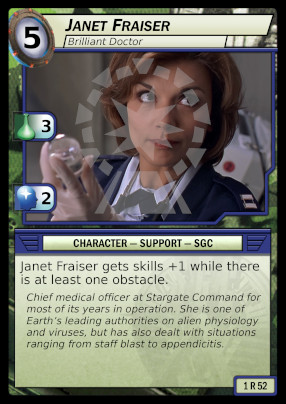 5
JANET FRAISER
Brilliant Doctor
3
2
CHARACTER — SUPPORT — SGC
Janet Fraiser gets skills +1 while there
is at least one obstacle.
Chief medical officer at Stargate Command for
most of its years in operation. She is one of
Earth's leading authorities on alien physiology
and viruses, but has also dealt with situations
ranging from staff blast to appendicitis.
1 R 52